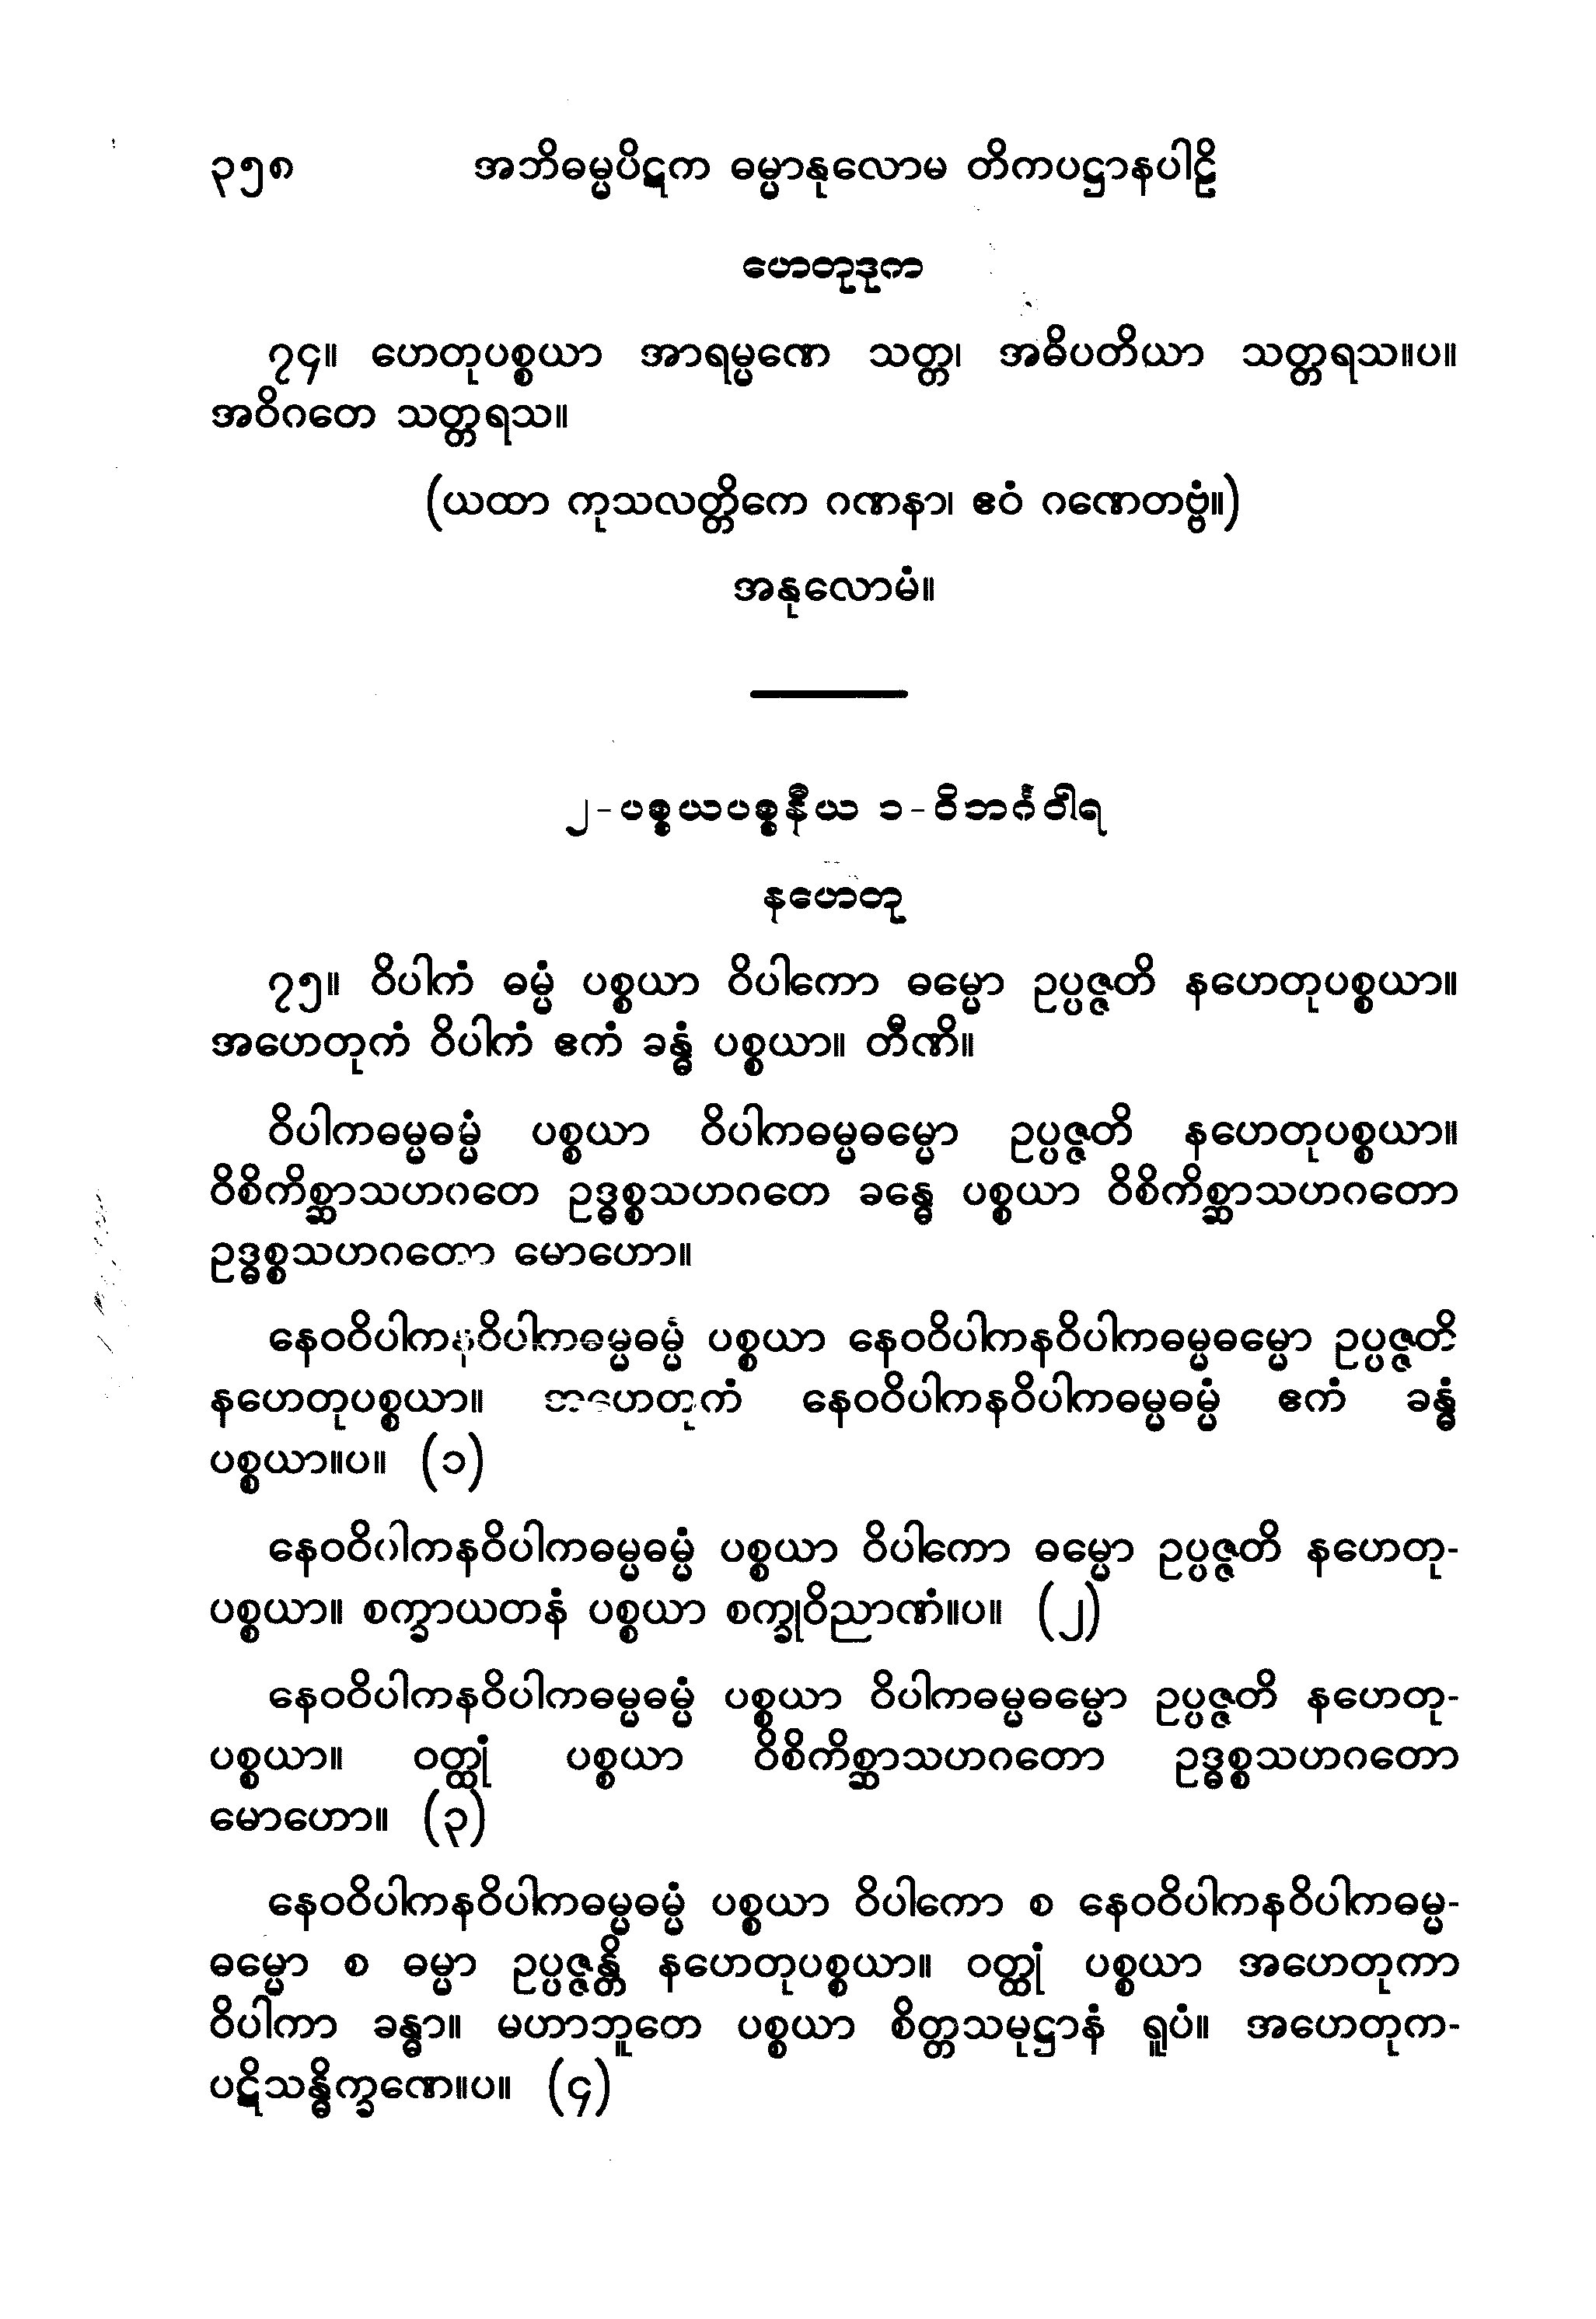 ၃၅၈ အဘိဓမ္မပိဋက ဓမ္မာနုလောမ တိကပဋ္ဌာနပါဠိ
ဟေတုဒုက
၇၄။ ဟေတုပစ္စယာ အာရမ္မဏေ သတ္တ၊ အဓိပတိယာ သတ္တရသ။ပ။
အဝိဂတေ သတ္တရသ။
(ယထာ ကုသလတ္တိကေ ဂဏနာ၊ ဧဝံ ဂဏေတဗ္ဗံ။)
အနုလောမံ။
၂-ပစ္စယပစ္စနီယ ၁-ဝိဘင်္ဂဝါရ
နဟေတု
၇၅။ ဝိပါကံ ဓမ္မံ ပစ္စယာ ဝိပါကော ဓမ္မော ဥပ္ပဇ္ဇတိ နဟေတုပစ္စယာ။
အဟေတုကံ ဝိပါကံ ဧကံ ခန္ဓံ ပစ္စယာ။ တီဏိ။
ဝိပါကဓမ္မဓမ္မံ ပစ္စယာ ဝိပါကဓမ္မဓမ္မော ဥပ္ပဇ္ဇတိ နဟေတုပစ္စယာ။
ဝိစိကိစ္ဆာသဟဂတေ ဥဒ္ဓစ္စသဟဂတေ ခန္ဓေ ပစ္စယာ ဝိစိကိစ္ဆာသဟဂတော
ဥဒ္ဓစ္စသဟဂတော မောဟော။
နေဝဝိပါကနဝိပါကဓမ္မဓမ္မံ ပစ္စယာ နေဝဝိပါကနဝိပါကဓမ္မဓမ္မော ဥပ္ပဇ္ဇတိ
နဟေတုပစ္စယာ။ အဟေတုကံ နေဝဝိပါကနဝိပါကဓမ္မဓမ္မံ ဧကံ ခန္ဓံ
ပစ္စယာ။ပ။ (၁)
နေဝဝိပါကနဝိပါကဓမ္မဓမ္မံ ပစ္စယာ ဝိပါကော ဓမ္မော ဥပ္ပဇ္ဇတိ နဟေတု-
ပစ္စယာ။ စက္ခာယတနံ ပစ္စယာ စက္ခုဝိညာဏံ။ပ။ (၂)
နေဝဝိပါကနဝိပါကဓမ္မဓမ္မံ ပစ္စယာ ဝိပါကဓမ္မဓမ္မော ဥပ္ပဇ္ဇတိ နဟေတု-
ပစ္စယာ။ ဝတ္ထုံ ပစ္စယာ ဝိစိကိစ္ဆာသဟဂတော ဥဒ္ဓစ္စသဟဂတော
မောဟော။ (၃)
နေဝဝိပါကနဝိပါကဓမ္မဓမ္မံ ပစ္စယာ ဝိပါကော စ နေဝဝိပါကနဝိပါကဓမ္မ-
ဓမ္မော စ ဓမ္မာ ဥပ္ပဇ္ဇန္တိ နဟေတုပစ္စယာ။ ဝတ္ထုံ ပစ္စယာ အဟေတုကာ
ဝိပါကာ ခန္ဓာ။ မဟာဘူတေ ပစ္စယာ စိတ္တသမုဋ္ဌာနံ ရူပံ။ အဟေတုက-
ပဋိသန္ဓိက္ခဏေ။ပ။ (၄)